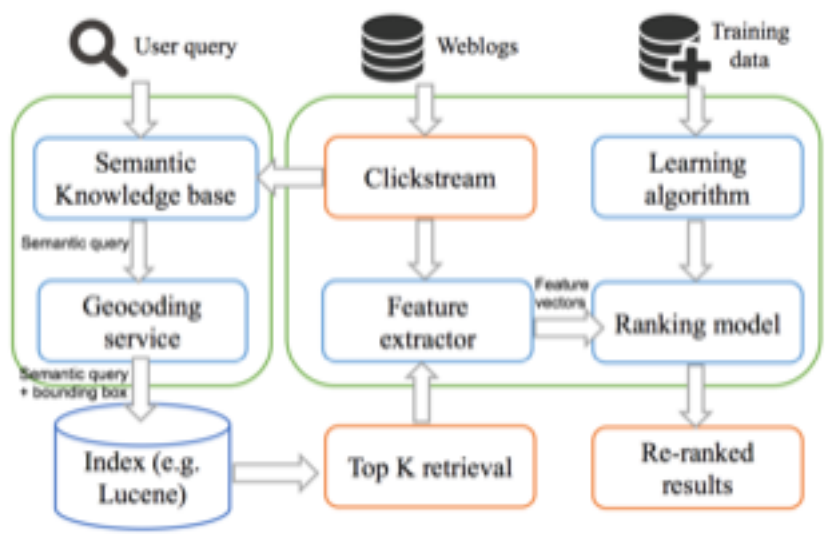 User query
Weblogs
Training
data
Semantic
Knowledge base
Clickstream
Learning
algorithm
Semantic query
Geocoding
service
Feature
extractor
Feature
vectors
Ranking model
Semantic query
+ bounding box
Index (e.g.
Lucene)
Top K retrieval
Re-ranked
results